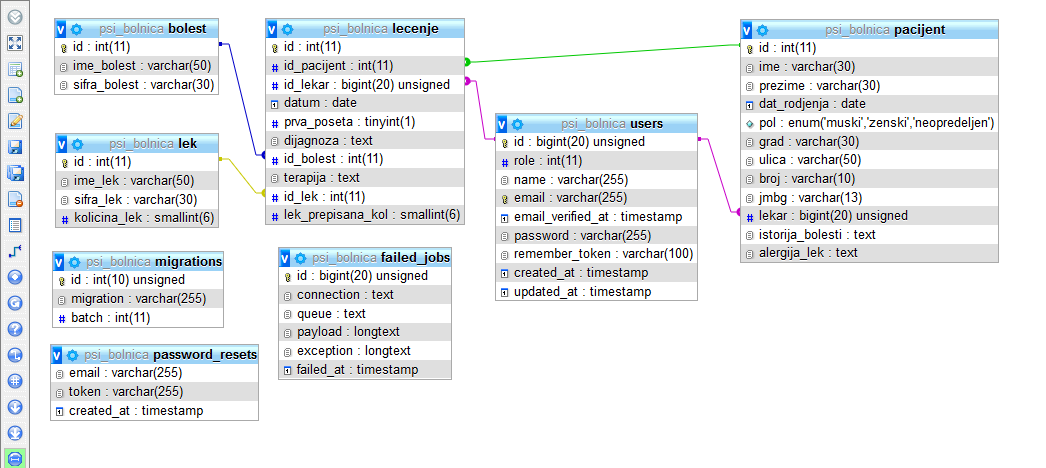 psi_bolnica bolest
id : int(11)
ime_bolest : varchar(50)
sifra_bolest : varchar(30)
psi_bolnica lek
id : int(11)
ime_lek : varchar(50)
sifra_lek : varchar(30)
kolicina_lek : smallint(6)
psi_bolnica migrations
id : int(10) unsigned
migration : varchar(255)
batch : int(11)
psi_bolnica password_resets
email : varchar(255)
token : varchar(255)
created_at : timestamp
psi_bolnica lecenje
id : int(11)
id_pacijent : int(11)
id_lekar : bigint(20) unsigned
datum : date
prva_poseta : tinyint(1)
dijagnoza : text
id_bolest : int(11)
terapija : text
id_lek : int(11)
lek_prepisana_kol : smallint(6)
psi_bolnica failed_jobs
id : bigint(20) unsigned
connection : text
queue : text
payload : longtext
exception : longtext
failed_at : timestamp
psi_bolnica users
id : bigint(20) unsigned
role : int(11)
name : varchar(255)
email : varchar(255)
email_verified_at : timestamp
password : varchar(255)
remember_token : varchar(100)
created_at : timestamp
updated_at : timestamp
psi_bolnica pacijent
id : int(11)
ime : varchar(30)
prezime : varchar(30)
dat_rodjenja : date
pol : enum('muski','zenski','neopredeljen')
grad : varchar(30)
ulica : varchar(50)
broj : varchar(10)
jmbg : varchar(13)
lekar : bigint(20) unsigned
istorija_bolesti : text
alergija_lek : text